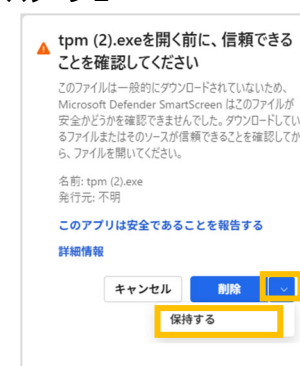 tpm (2).exeを開く前に、信頼できる
ことを確認してください
このファイルは一般的にダウンロードされていないため、
Microsoft Defender SmartScreen はこのファイルが
安全かどうかを確認できませんでした。ダウンロードしてい
るファイルまたはそのソースが信頼できることを確認してか
ら、ファイルを開いてください。
名前: tpm (2).exe
発行元: 不明
このアプリは安全であることを報告する
詳細情報
キャンセル
削除
保持する